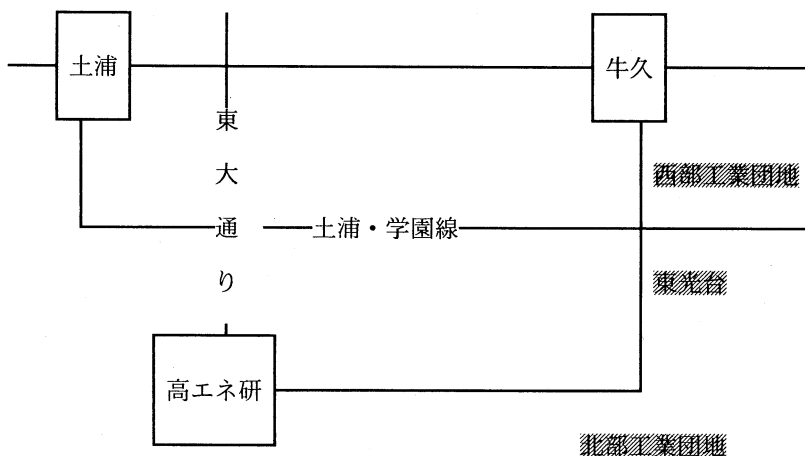 土浦
牛久
東大通り
西部工業団地
土浦・学園線
東光台
高エネ研
北部工業団地